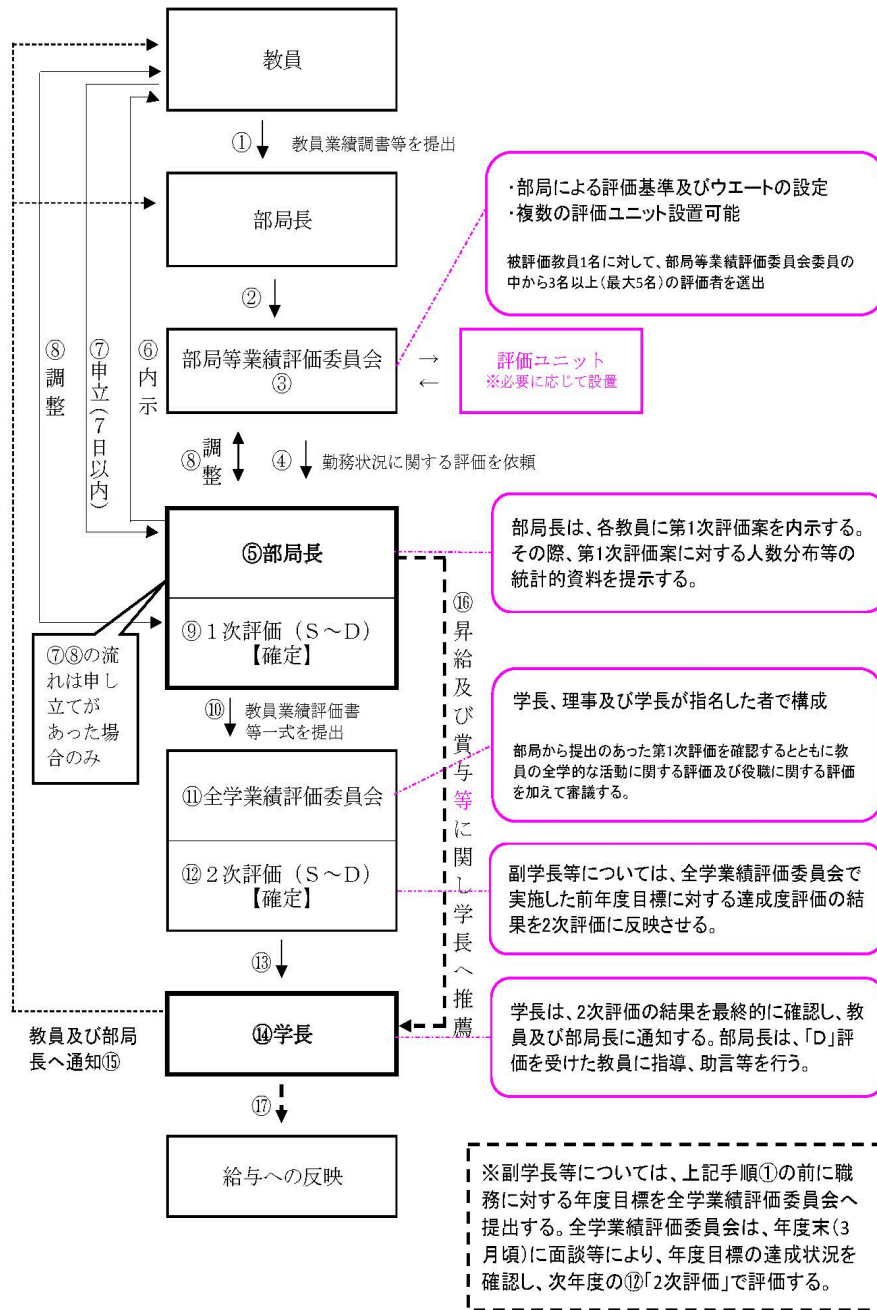 教員
① 教員業績調書等を提出
部局長
②
部局等業績評価委員会
③
→
←
評価ユニット
※必要に応じて設置
・部局による評価基準及びウエートの設定
・複数の評価ユニット設置可能
被評価教員1名に対して、部局等業績評価委員会委員の
中から3名以上(最大5名)の評価者を選出
⑧調整
⑦申立(7日以内)
⑥内示
⑧調整
④ 勤務状況に関する評価を依頼
⑤部局長
⑨1次評価(S~D)
【確定】
部局長は、各教員に第1次評価案を内示する。
その際、第1次評価案に対する人数分布等の
統計的資料を提示する。
⑦⑧の流
れは申し
立てが
あった場
合のみ
⑩ 教員業績評価書
等一式を提出
⑯昇給及び賞与等に関し学長へ推薦
⑪全学業績評価委員会
⑫2次評価(S~D)
【確定】
学長、理事及び学長が指名した者で構成
部局から提出のあった第1次評価を確認するとともに教
員の全学的な活動に関する評価及び役職に関する評価
を加えて審議する。
副学長等については、全学業績評価委員会で
実施した前年度目標に対する達成度評価の結
果を2次評価に反映させる。
⑬
⑭学長
学長は、2次評価の結果を最終的に確認し、教
員及び部局長に通知する。部局長は、「D」評
価を受けた教員に指導、助言等を行う。
教員及び部局
長へ通知⑮
⑰
給与への反映
※副学長等については、上記手順①の前に職
務に対する年度目標を全学業績評価委員会へ
提出する。全学業績評価委員会は、年度末(3
月頃)に面談等により、年度目標の達成状況を
確認し、次年度の⑫「2次評価」で評価する。